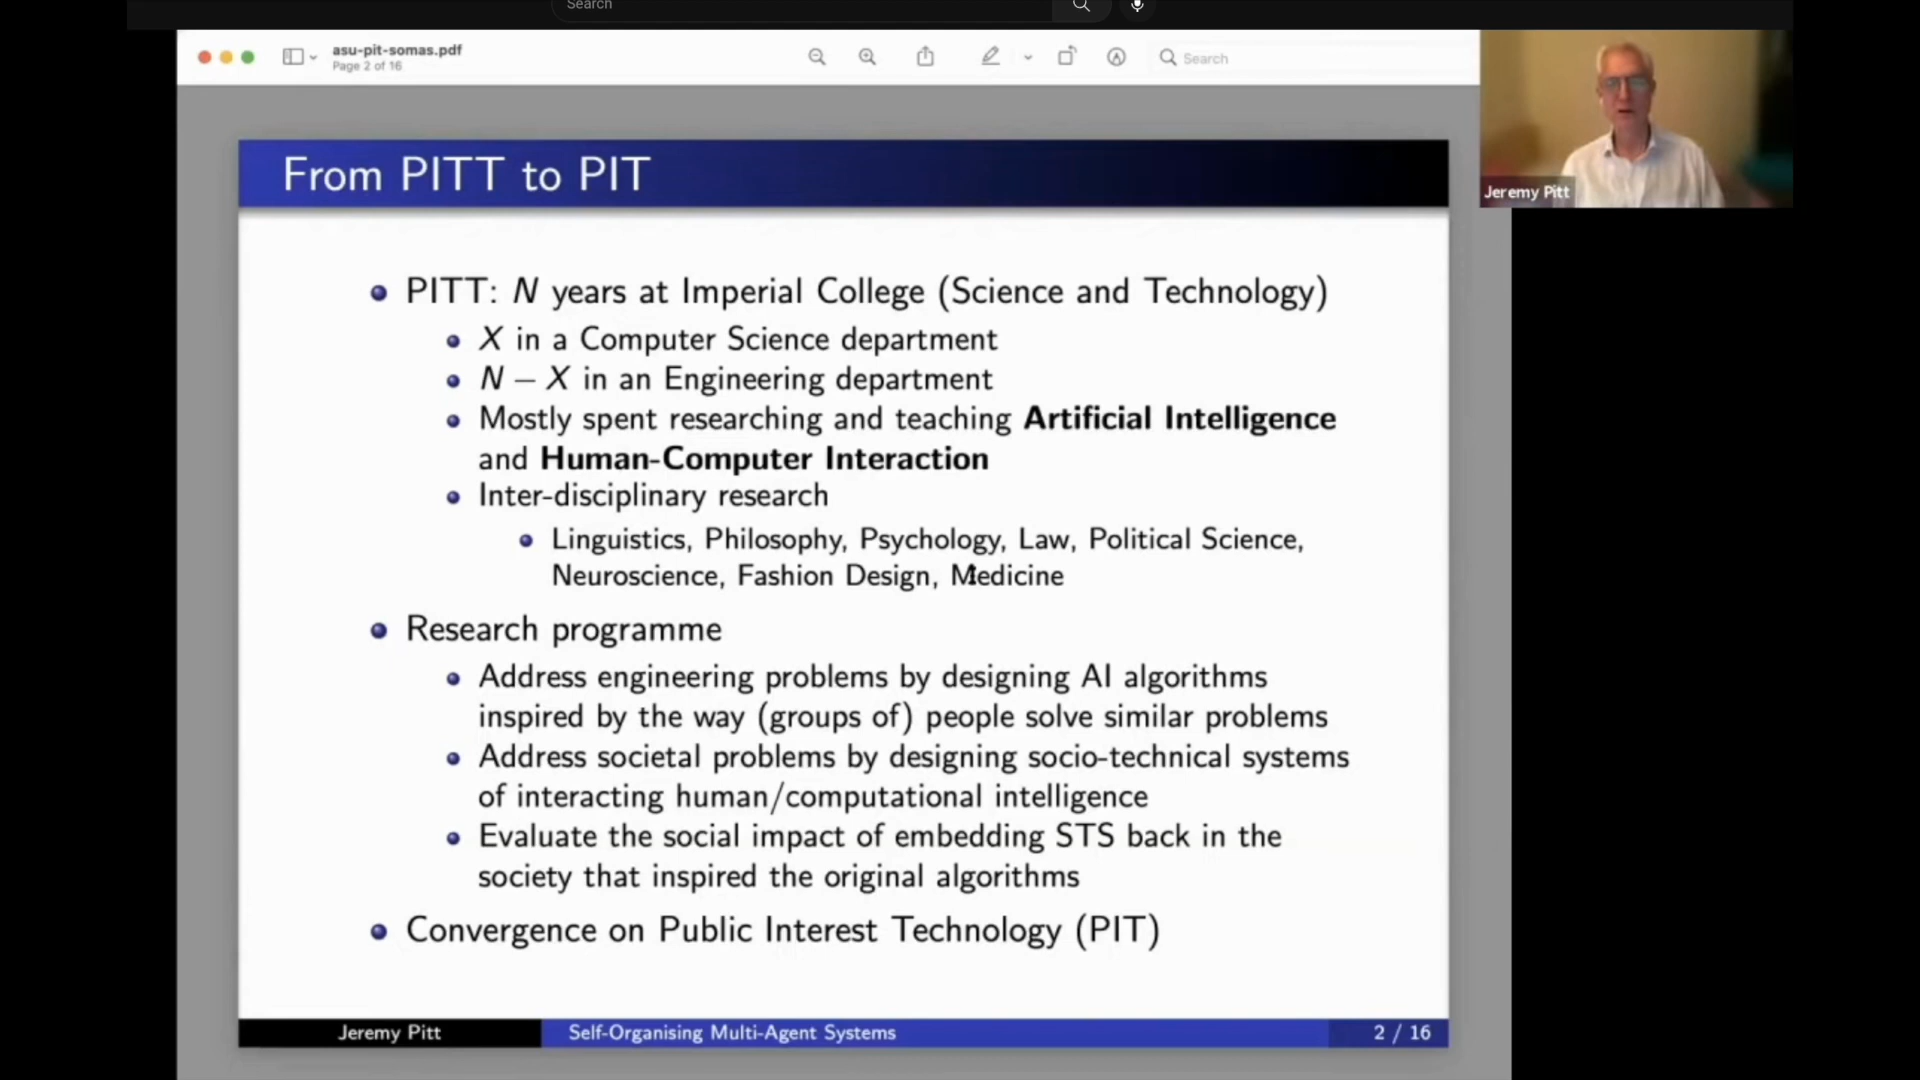 Search
asu-pit-somas.pdf
Page 2 of 16
Search
Jeremy Pitt
From PITT to PIT
PITT: N years at Imperial College (Science and Technology)
X in a Computer Science department
N − X in an Engineering department
Mostly spent researching and teaching Artificial Intelligence
and Human-Computer Interaction
Inter-disciplinary research
Linguistics, Philosophy, Psychology, Law, Political Science,
Neuroscience, Fashion Design, Medicine
Research programme
Address engineering problems by designing AI algorithms
inspired by the way (groups of) people solve similar problems
Address societal problems by designing socio-technical systems
of interacting human/computational intelligence
Evaluate the social impact of embedding STS back in the
society that inspired the original algorithms
Convergence on Public Interest Technology (PIT)
Jeremy Pitt
Self-Organising Multi-Agent Systems
2 / 16